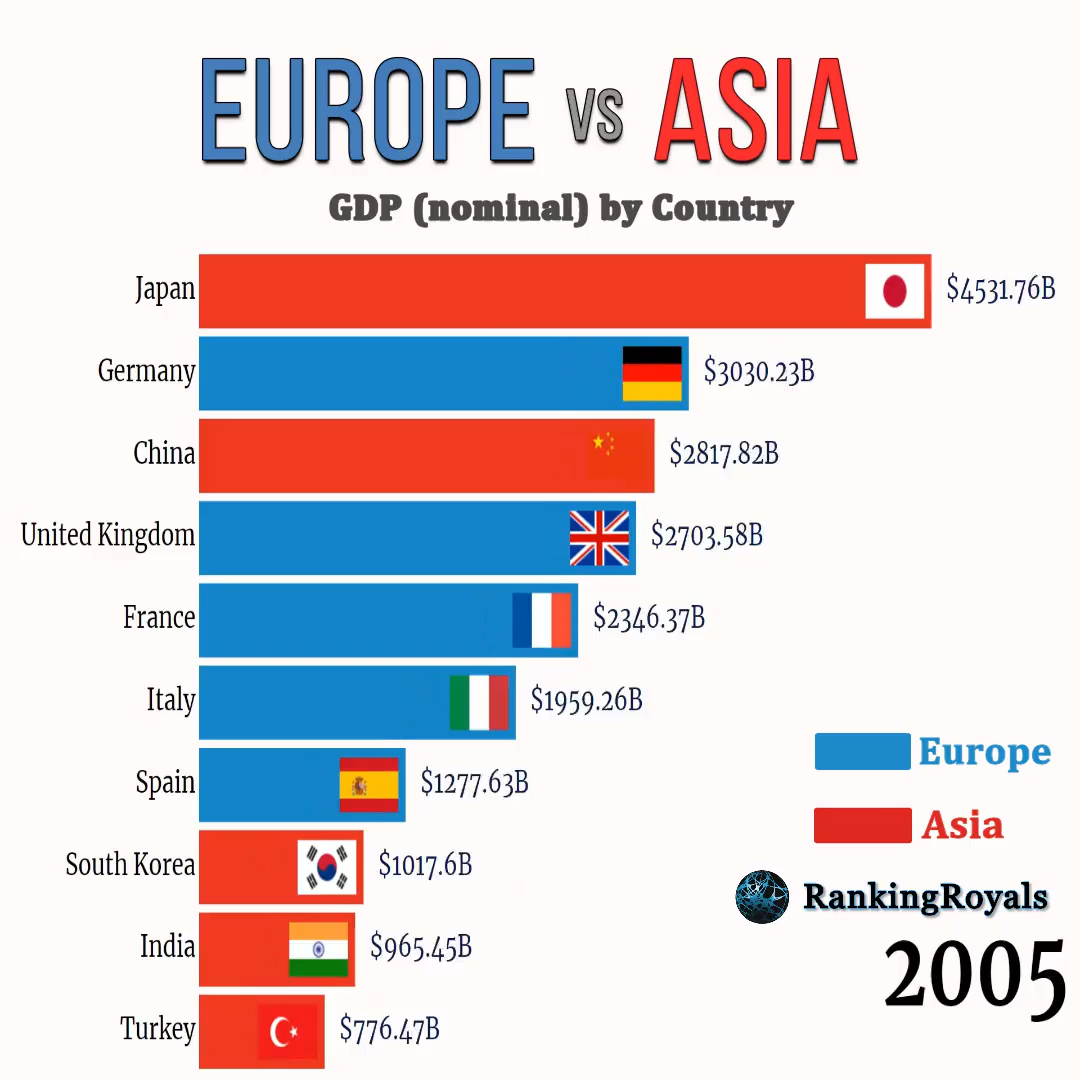 EUROPE VS ASIA
GDP (nominal) by Country
Japan $4531.76B
Germany $3030.23B
China $2817.82B
United Kingdom $2703.58B
France $2346.37B
Italy $1959.26B
Spain $1277.63B
South Korea $1017.6B
India $965.45B
Turkey $776.47B
Europe
Asia
RankingRoyals
2005